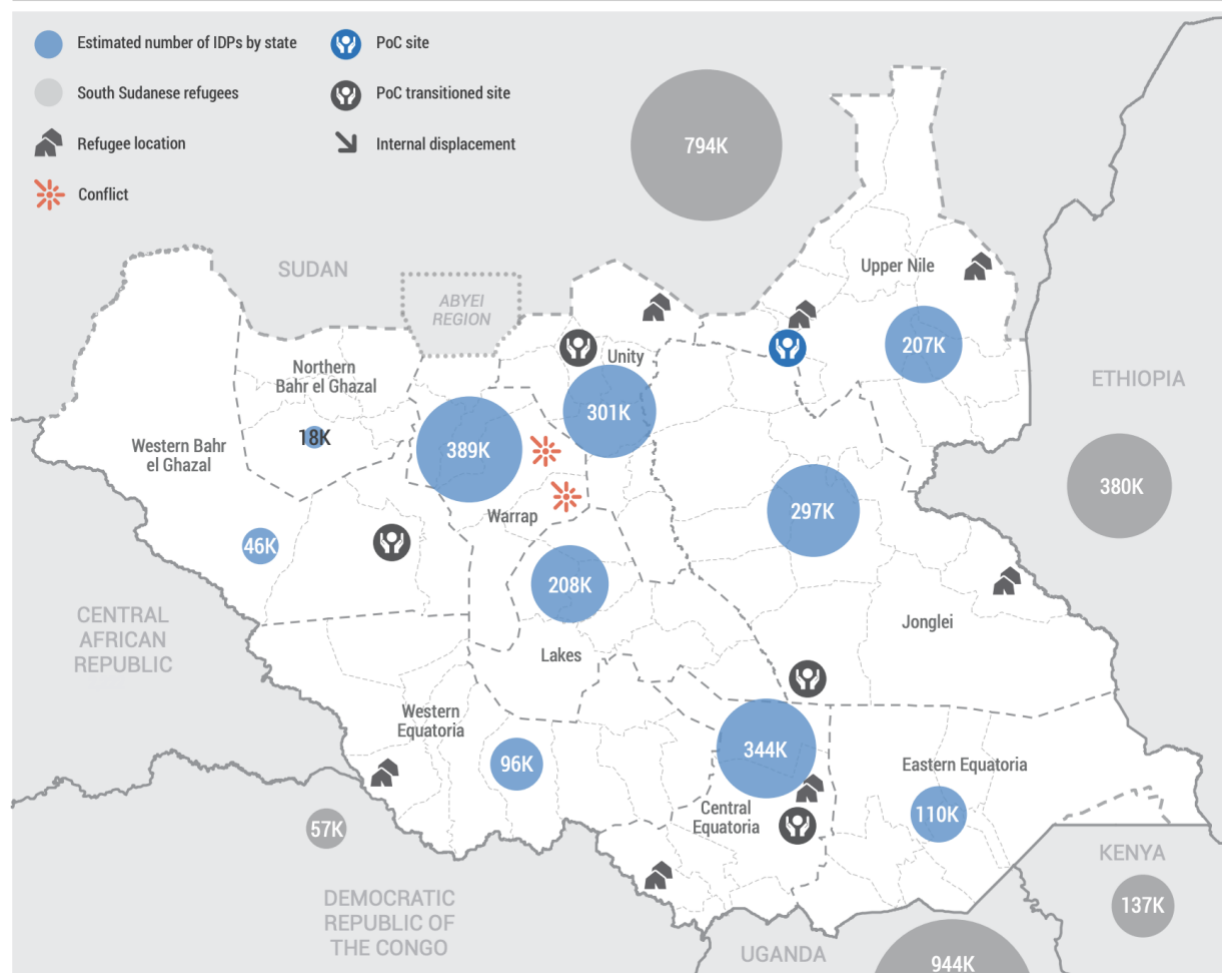 Estimated number of IDPs by state
South Sudanese refugees
Refugee location
Conflict
PoC site
PoC transitioned site
Internal displacement
794K
SUDAN
ABYEI
REGION
Upper Nile
207K
Unity
301K
Northern
Bahr el Ghazal
18K
Western Bahr
el Ghazal
389K
ETHIOPIA
380K
Warrap
297K
46K
208K
CENTRAL
AFRICAN
REPUBLIC
Jonglei
Lakes
Western
Equatoria
96K
344K
Eastern Equatoria
110K
Central
Equatoria
57K
KENYA
137K
DEMOCRATIC
REPUBLIC OF
THE CONGO
UGANDA
944K